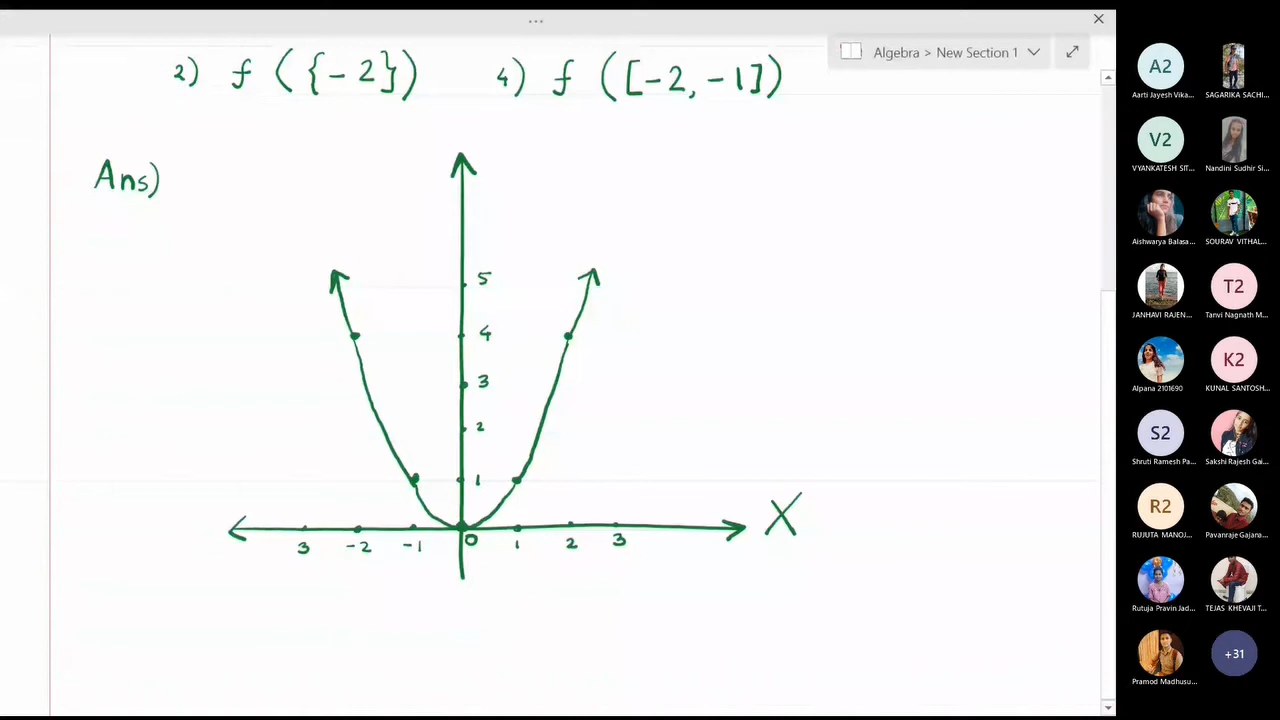 Algebra > New Section 1
2) f ({-2}) 4) f ([-2, -1])
Ans)
5
4
3
2
1
3 -2 -1 0 1 2 3
X
A2
Aarti Jayesh Vika...
SAGARIKA SACHI...
V2
VYANKATESH SIT...
Nandini Sudhir Si...
Aishwarya Balasa...
SOURAV VITHAL...
JANHAVI RAJEN...
T2
Tanvi Nagnath M...
Alpana 2101690
K2
KUNAL SANTOSH...
S2
Shruti Ramesh Pa...
Sakshi Rajesh Gai...
R2
RUJUTA MANOJ...
Pavanraje Gajana...
Rutuja Pravin Jad...
TEJAS KHEVAJI T...
Pramod Madhusu...
+31